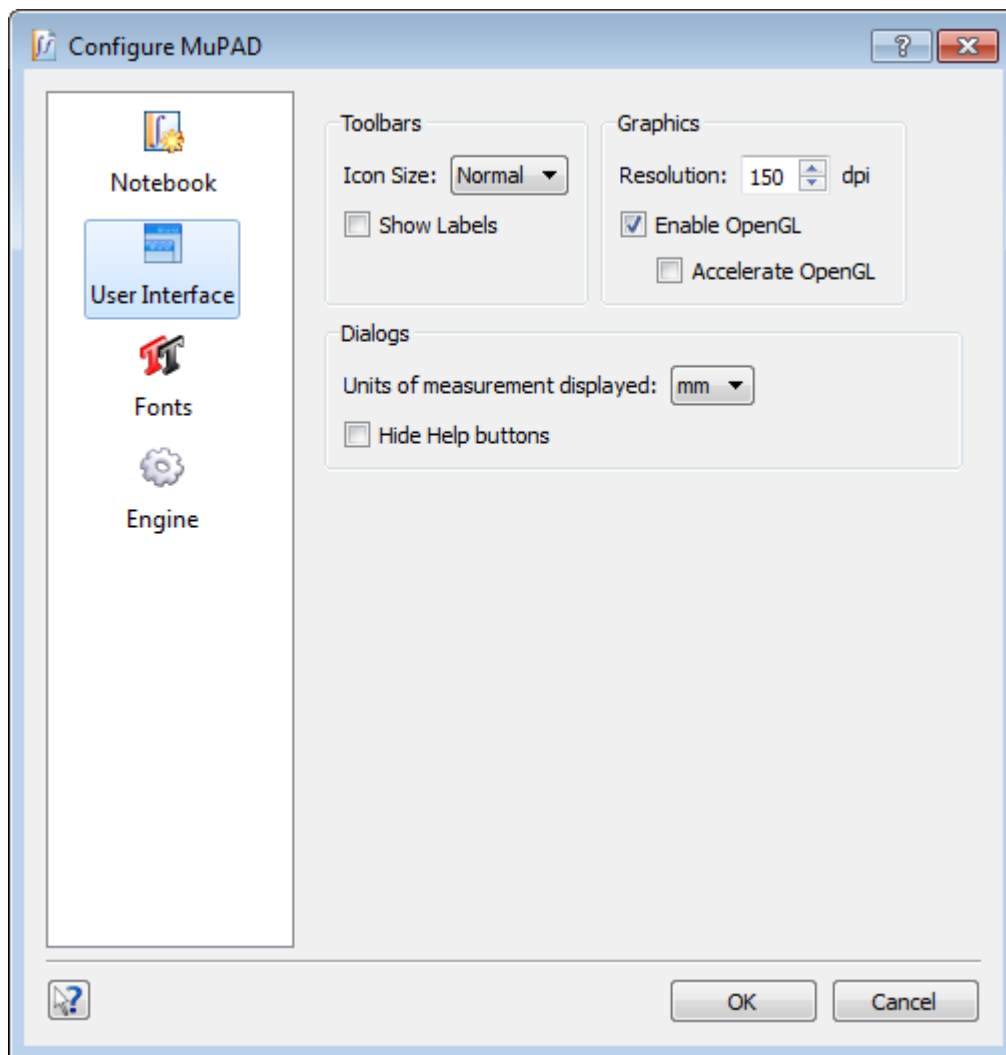 Configure MuPAD
Notebook
User Interface
Fonts
Engine
Toolbars
Icon Size: Normal
Show Labels
Graphics
Resolution: 150 dpi
Enable OpenGL
Accelerate OpenGL
Dialogs
Units of measurement displayed: mm
Hide Help buttons
OK Cancel